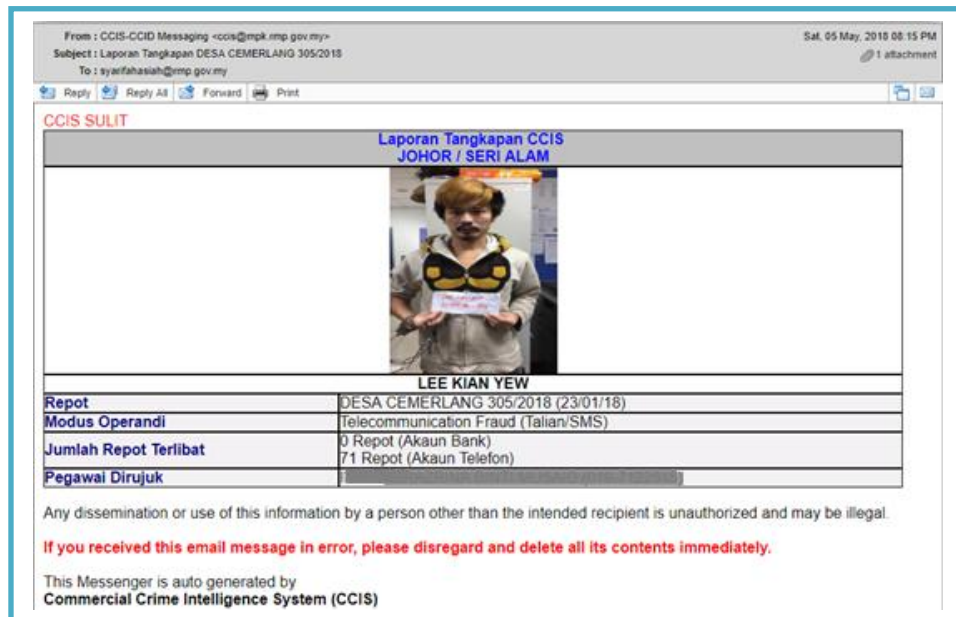 From : CCIS-CCID Messaging <ccis@mpk.rmp.gov.my>
Sat, 05 May, 2018 08:15 PM
Subject : Laporan Tangkapan DESA CEMERLANG 305/2018
1 attachment
To : syarifahasiah@rmp.gov.my
Reply Reply All Forward Print
CCIS SULIT
Laporan Tangkapan CCIS
JOHOR / SERI ALAM
LEE KIAN YEW
Repot DESA CEMERLANG 305/2018 (23/01/18)
Modus Operandi Telecommunication Fraud (Talian/SMS)
Jumlah Repot Terlibat 0 Repot (Akaun Bank)
71 Repot (Akaun Telefon)
Pegawai Dirujuk
Any dissemination or use of this information by a person other than the intended recipient is unauthorized and may be illegal.
If you received this email message in error, please disregard and delete all its contents immediately.
This Messenger is auto generated by
Commercial Crime Intelligence System (CCIS)